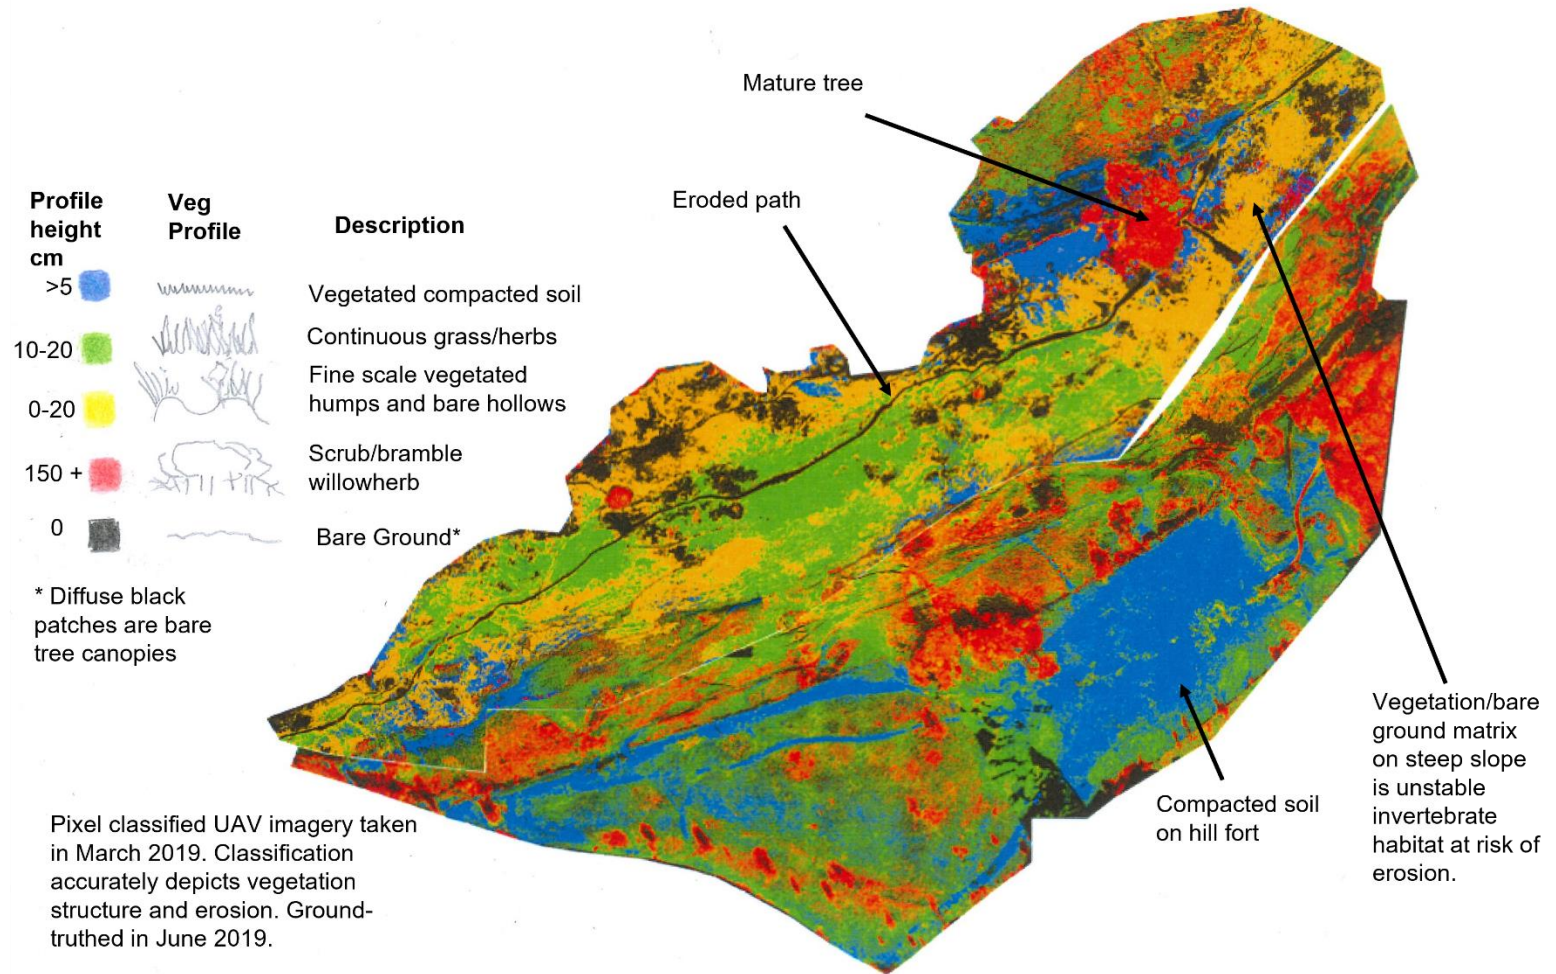 Mature tree
Eroded path
Profile
height
cm
Veg
Profile
Description
>5
Vegetated compacted soil
10-20
Continuous grass/herbs
0-20
Fine scale vegetated
humps and bare hollows
150 +
Scrub/bramble
willowherb
0
Bare Ground*
* Diffuse black
patches are bare
tree canopies
Pixel classified UAV imagery taken
in March 2019. Classification
accurately depicts vegetation
structure and erosion. Ground-
truthed in June 2019.
Compacted soil
on hill fort
Vegetation/bare
ground matrix
on steep slope
is unstable
invertebrate
habitat at risk of
erosion.